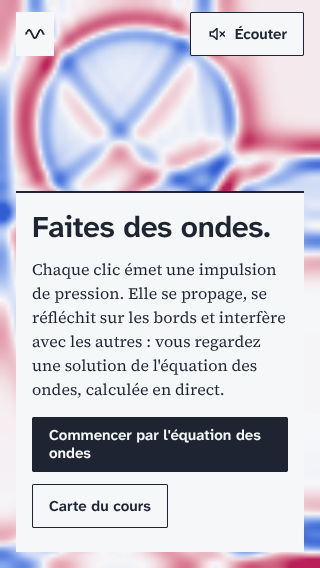 Écouter
Faites des ondes.
Chaque clic émet une impulsion
de pression. Elle se propage, se
réfléchit sur les bords et interfère
avec les autres : vous regardez
une solution de l'équation des
ondes, calculée en direct.
Commencer par l'équation des
ondes
Carte du cours